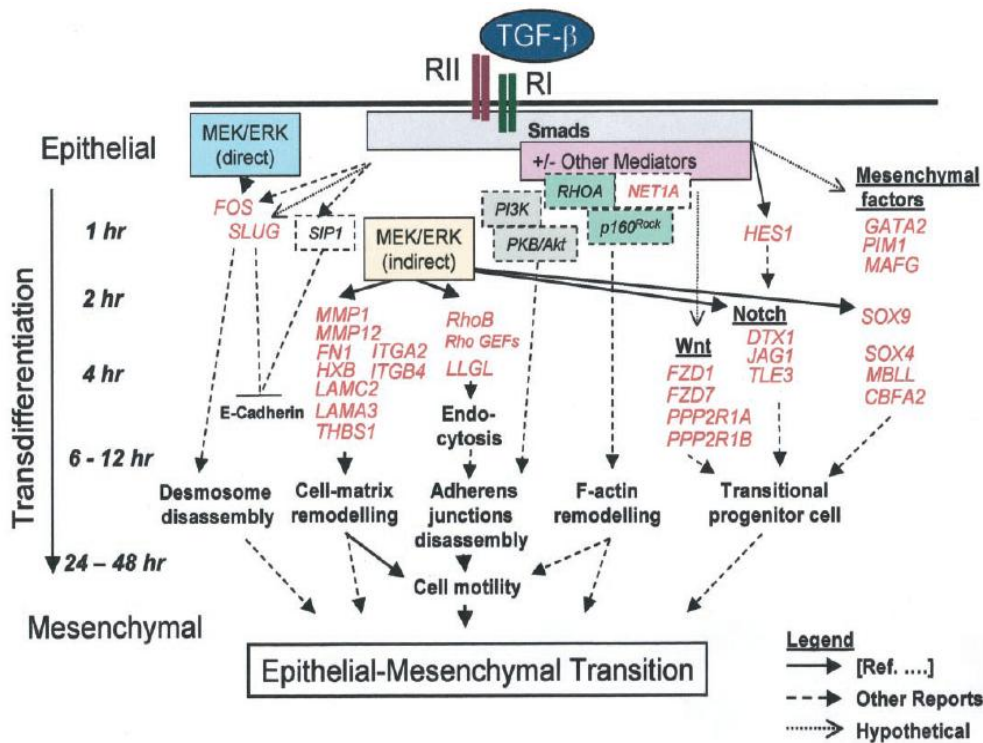 TGF-β
RII
RI
MEK/ERK
(direct)
Smads
+/- Other Mediators
Epithelial
Mesenchymal
factors
RHOA
NET1A
PI3K
p160Rock
PKB/Akt
FOS
SLUG
SIP1
MEK/ERK
(indirect)
HES1
GATA2
PIM1
MAFG
1 hr
2 hr
4 hr
6 - 12 hr
24 – 48 hr
Transdifferentiation
MMP1
MMP12
FN1 ITGA2
HXB ITGB4
LAMC2
LAMA3
THBS1
RhoB
Rho GEFs
LLGL
Endo-
cytosis
E-Cadherin
Wnt
FZD1
FZD7
PPP2R1A
PPP2R1B
Notch
DTX1
JAG1
TLE3
SOX9
SOX4
MBLL
CBFA2
Desmosome
disassembly
Cell-matrix
remodelling
Adherens
junctions
disassembly
F-actin
remodelling
Transitional
progenitor cell
Cell motility
Mesenchymal
Epithelial-Mesenchymal Transition
Legend
[Ref. ....]
Other Reports
Hypothetical